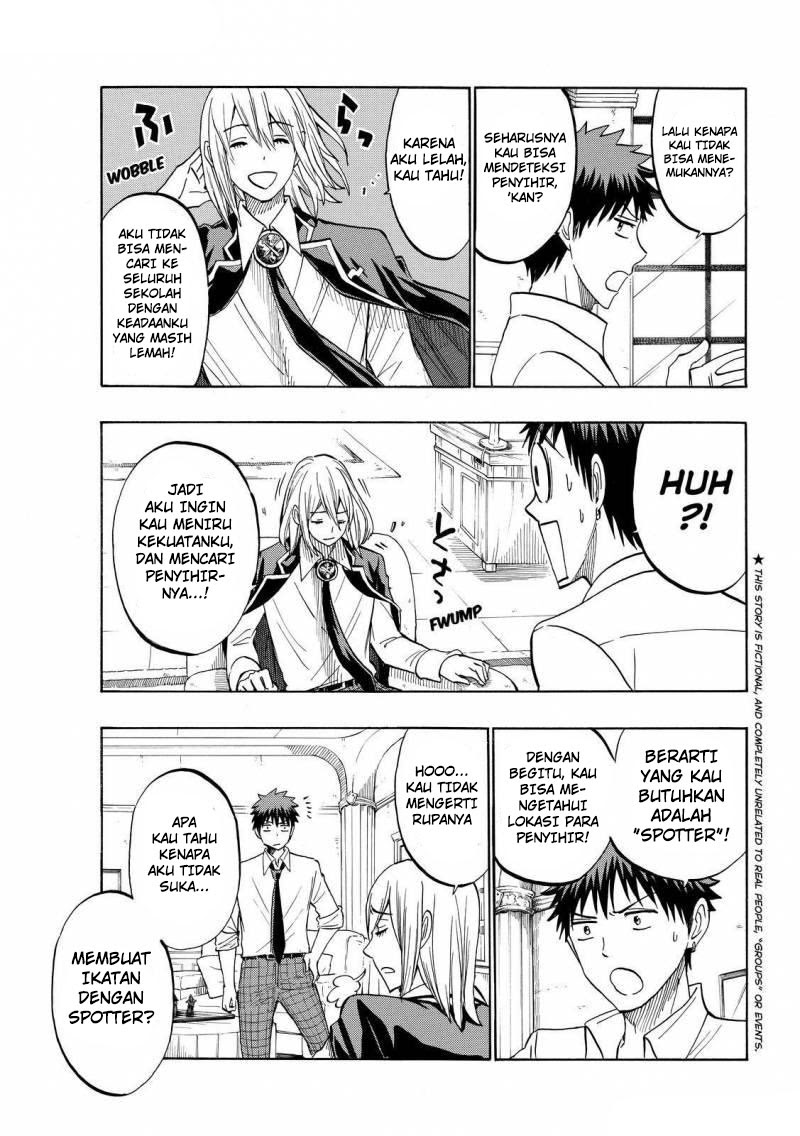 LALU KENAPA
KAU TIDAK
BISA MENE-
MUKANNYA?
SEHARUSNYA
KAU BISA
MENDETEKSI
PENYIHIR,
'KAN?
KARENA
AKU LELAH,
KAU TAHU!
らっ
ふ
WOBBLE
AKU TIDAK
BISA MEN-
CARI KE
SELURUH
SEKOLAH
DENGAN
KEADAANKU
YANG MASIH
LEMAH!
HUH
?!
とさっ
FWUMP
JADI
AKU INGIN
KAU MENIRU
KEKUATANKU,
DAN MENCARI
PENYIHIR-
NYA...!
BERARTI
YANG KAU
BUTUHKAN
ADALAH
"SPOTTER"!
DENGAN
BEGITU, KAU
BISA ME-
NGETAHUI
LOKASI PARA
PENYIHIR!
HOOO...
KAU TIDAK
MENGERTI
RUPANYA
APA
KAU TAHU
KENAPA
AKU TIDAK
SUKA...
MEMBUAT
IKATAN
DENGAN
SPOTTER?
★ THIS STORY IS FICTIONAL, AND COMPLETELY UNRELATED TO REAL PEOPLE, "GROUPS" OR EVENTS.